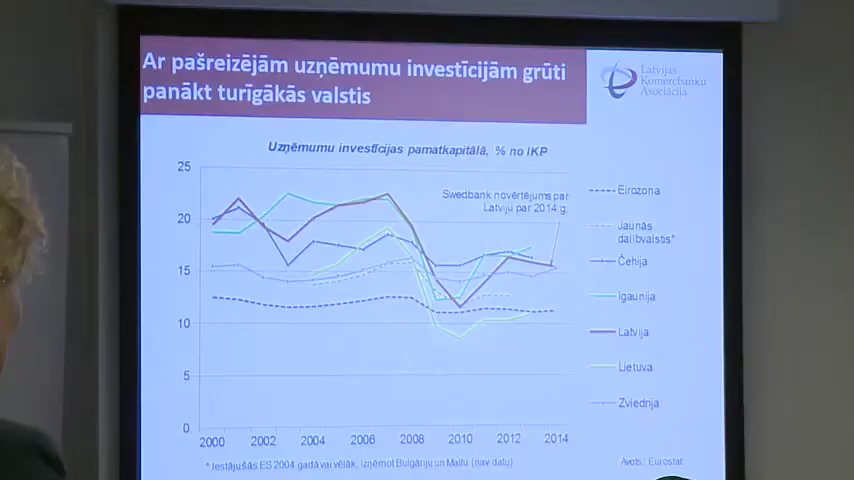 Ar pašreizējām uzņēmumu investīcijām grūti
panākt turīgākās valstis
Latvijas
Komercbanku
Asociācija
Uzņēmumu investīcijas pamatkapitālā, % no IKP
25
20
15
10
5
0
Swedbank novērtējums par
Latviju par 2014.g.
2000 2002 2004 2006 2008 2010 2012 2014
Eirozona
Jaunās
dalībvalstis*
Čehija
Igaunija
Latvija
Lietuva
Zviedrija
* Iestājušās ES 2004 gadā vai vēlāk, izņemot Bulgāriju un Maltu (nav datu)
Avots: Eurostat